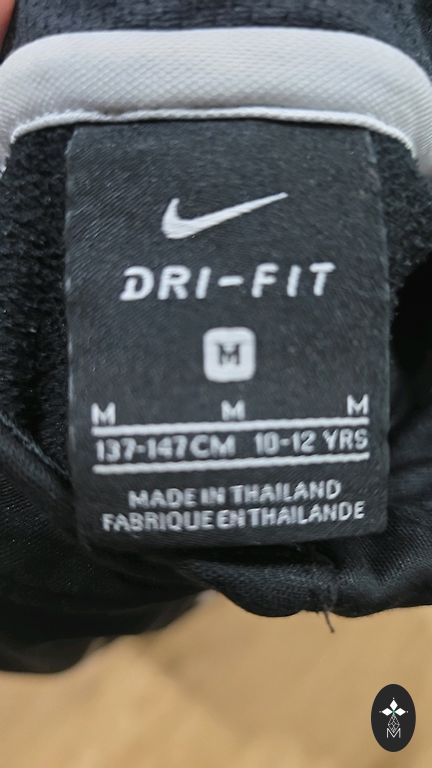 DRI-FIT
M
M M M
137-147CM 10-12 YRS
MADE IN THAILAND
FABRIQUE EN THAILANDE
M